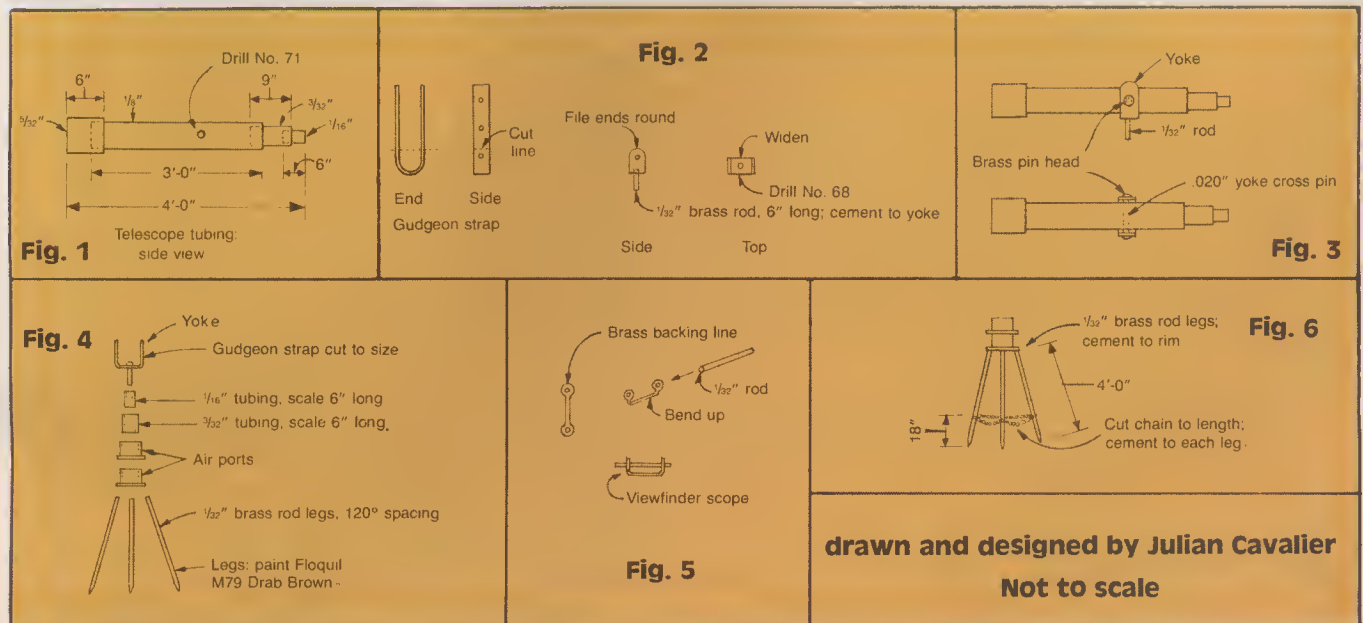 Drill No. 71
6"
9"
1/8"
3/32"
5/32"
1/16"
6"
3'-0"
4'-0"
Telescope tubing:
side view
Fig. 1
Fig. 2
File ends round
Cut
line
Widen
Drill No. 68
End
Side
1/32" brass rod, 6" long; cement to yoke
Gudgeon strap
Side
Top
Yoke
1/32" rod
Brass pin head
.020" yoke cross pin
Fig. 3
Fig. 4
Yoke
Gudgeon strap cut to size
1/16" tubing, scale 6" long
3/32" tubing, scale 6" long.
Air ports
1/32" brass rod legs, 120° spacing
Legs: paint Floquil
M79 Drab Brown
Brass backing line
1/32" rod
Bend up
Viewfinder scope
Fig. 5
1/32" brass rod legs;
cement to rim
Fig. 6
4'-0"
18"
Cut chain to length;
cement to each leg.
drawn and designed by Julian Cavalier
Not to scale